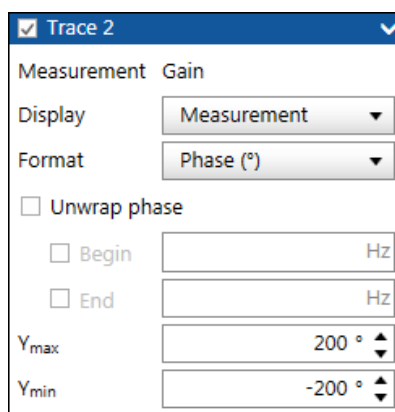 Trace 2
Measurement Gain
Display Measurement
Format Phase (°)
Unwrap phase
Begin Hz
End Hz
Ymax 200 °
Ymin -200 °